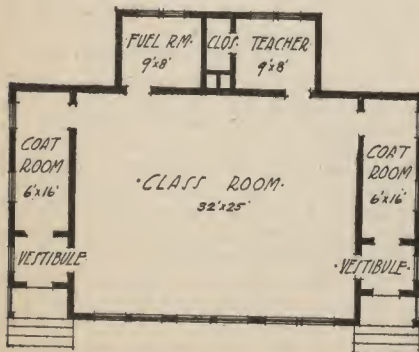 FUEL RM.
9'x8'
CLOS.
TEACHER
9'x8'
COAT
ROOM
6'x16'
·CLASS ROOM·
32'x25'
COAT
ROOM
6'x16'
VESTIBULE
·VESTIBULE·